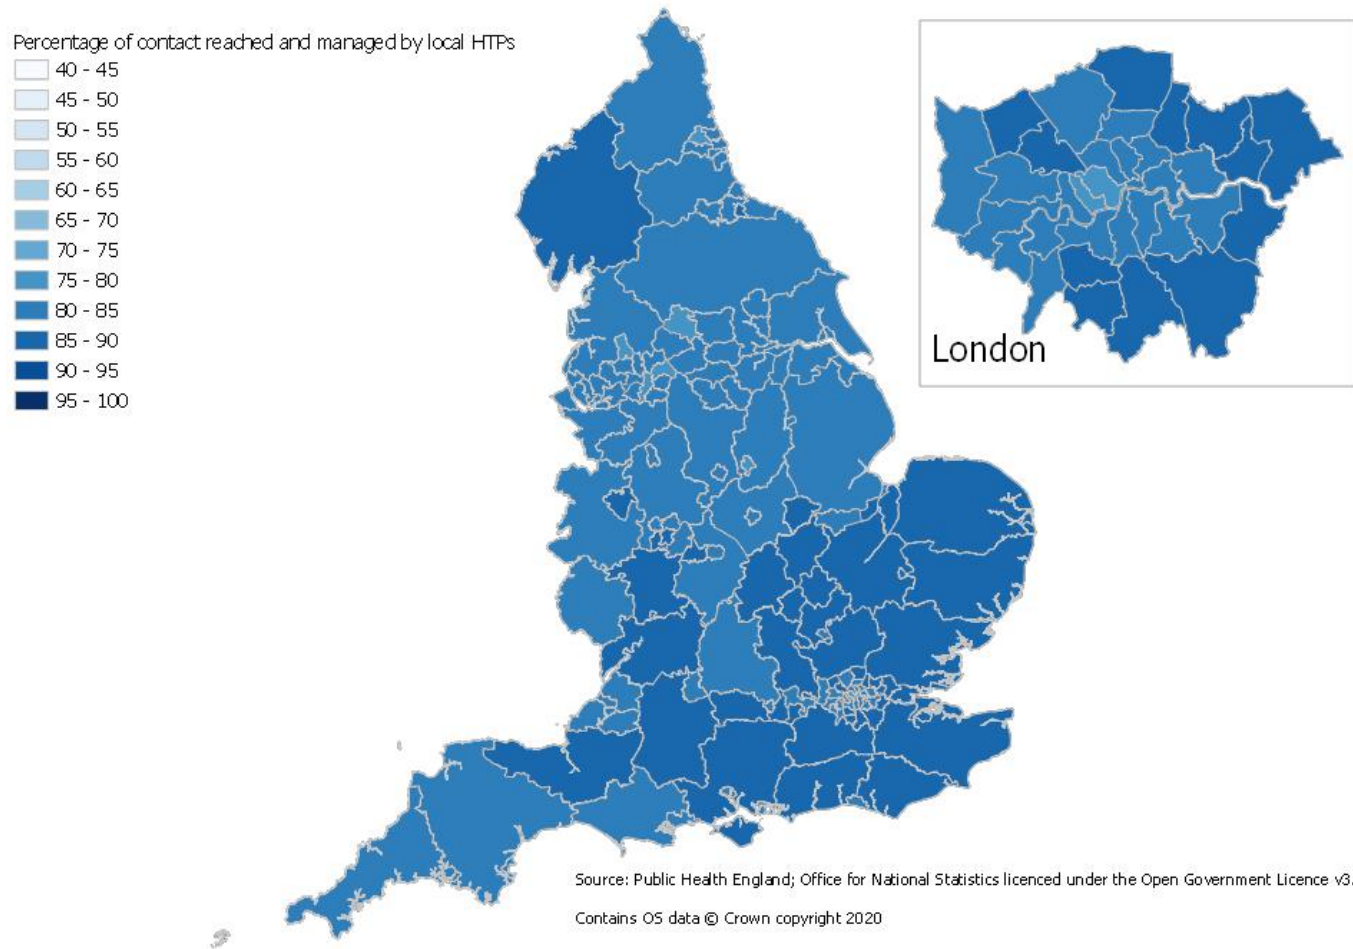 Percentage of contact reached and managed by local HTPs
40 - 45
45 - 50
50 - 55
55 - 60
60 - 65
65 - 70
70 - 75
75 - 80
80 - 85
85 - 90
90 - 95
95 - 100
London
Source: Public Health England; Office for National Statistics licenced under the Open Government Licence v3.
Contains OS data © Crown copyright 2020